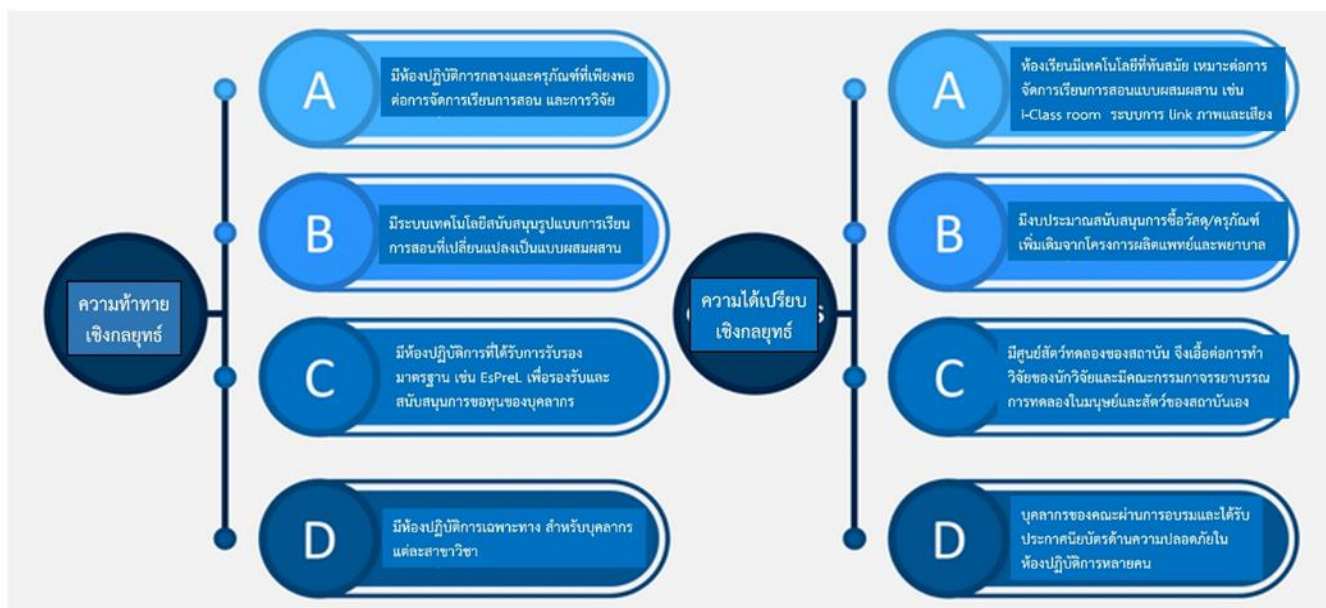 ความท้าทาย
เชิงกลยุทธ์
A
มีห้องปฏิบัติการกลางและครุภัณฑ์ที่เพียงพอ
ต่อการจัดการเรียนการสอน และการวิจัย
B
มีระบบเทคโนโลยีสนับสนุนรูปแบบการเรียน
การสอนที่เปลี่ยนแปลงเป็นแบบผสมผสาน
C
มีห้องปฏิบัติการที่ได้รับการรับรอง
มาตรฐาน เช่น EsPreL เพื่อรองรับและ
สนับสนุนการขอทุนของบุคลากร
D
มีห้องปฏิบัติการเฉพาะทาง สำหรับบุคลากร
แต่ละสาขาวิชา
ความได้เปรียบ
เชิงกลยุทธ์
A
ห้องเรียนมีเทคโนโลยีที่ทันสมัย เหมาะต่อการ
จัดการเรียนการสอนแบบผสมผสาน เช่น
i-Class room ระบบการ link ภาพและเสียง
B
มีงบประมาณสนับสนุนการซื้อวัสดุ/ครุภัณฑ์
เพิ่มเติมจากโครงการผลิตแพทย์และพยาบาล
C
มีศูนย์สัตว์ทดลองของสถาบัน จึงเอื้อต่อการทำ
วิจัยของนักวิจัยและมีคณะกรรมกาจรรยาบรรณ
การทดลองในมนุษย์และสัตว์ของสถาบันเอง
D
บุคลากรของคณะผ่านการอบรมและได้รับ
ประกาศนียบัตรด้านความปลอดภัยใน
ห้องปฏิบัติการหลายคน